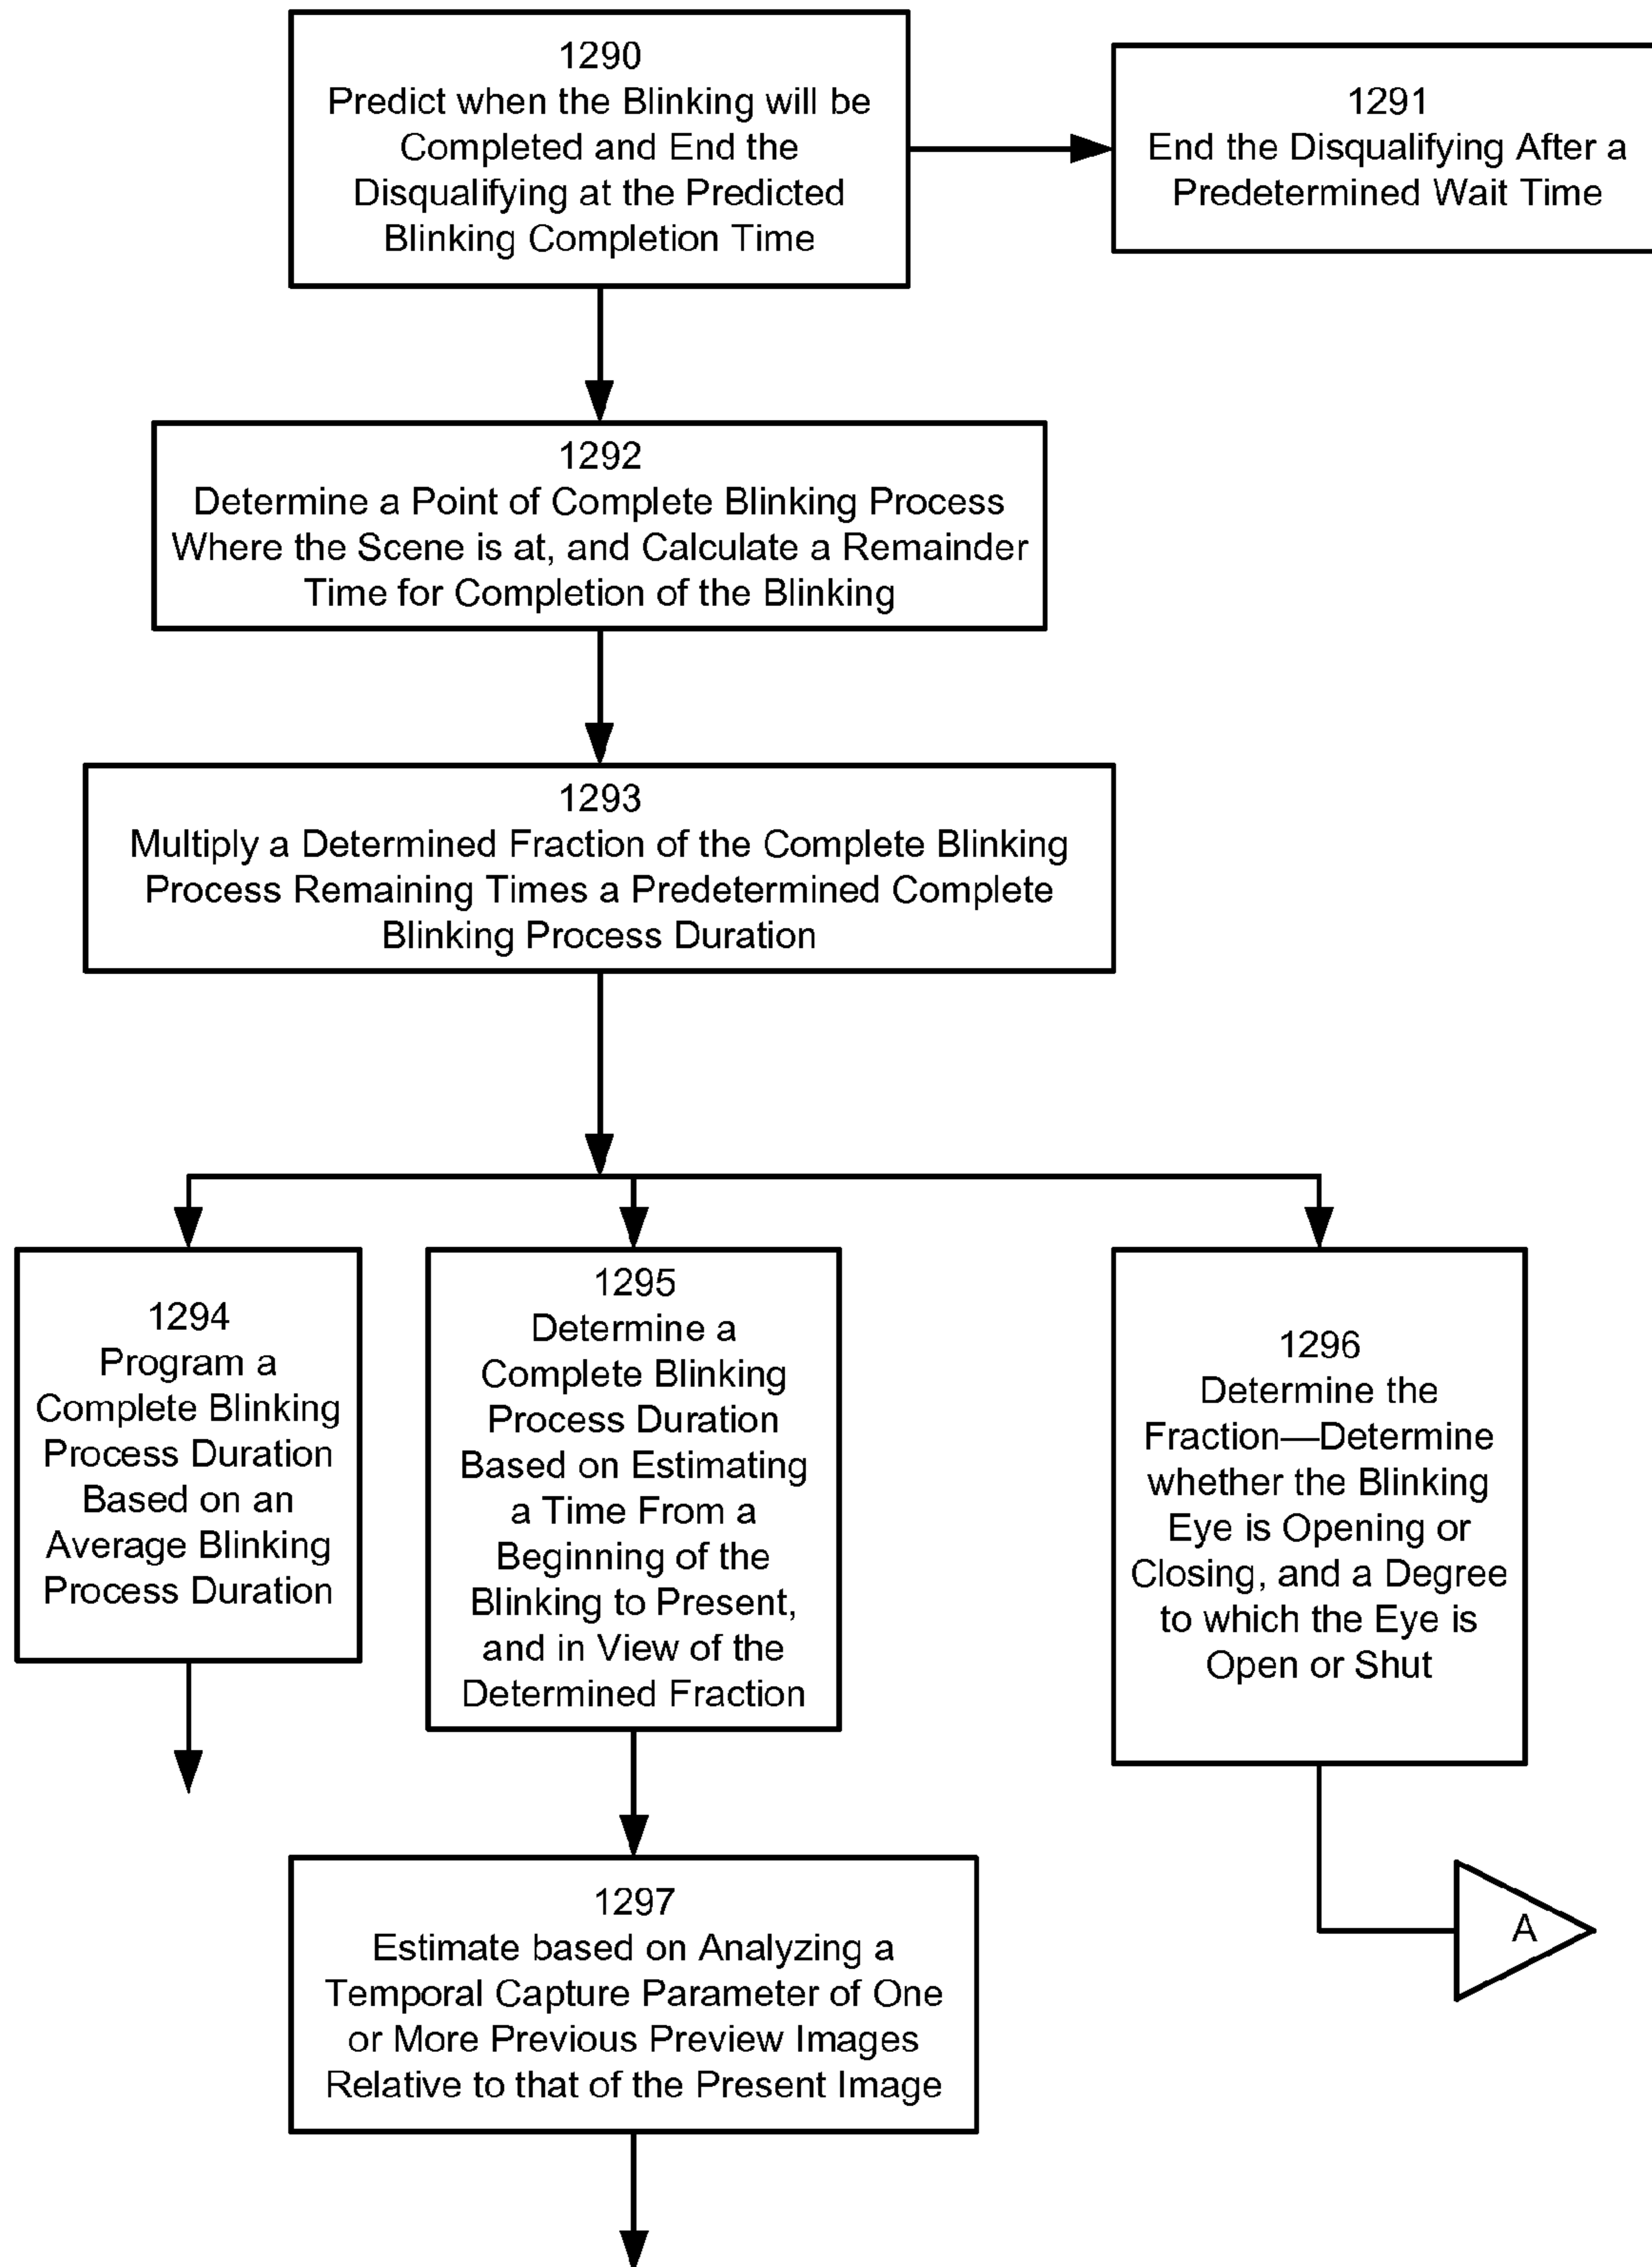 1290
Predict when the Blinking will be
Completed and End the
Disqualifying at the Predicted
Blinking Completion Time
1291
End the Disqualifying After a
Predetermined Wait Time
1292
Determine a Point of Complete Blinking Process
Where the Scene is at, and Calculate a Remainder
Time for Completion of the Blinking
1293
Multiply a Determined Fraction of the Complete Blinking
Process Remaining Times a Predetermined Complete
Blinking Process Duration
1294
Program a
Complete Blinking
Process Duration
Based on an
Average Blinking
Process Duration
1295
Determine a
Complete Blinking
Process Duration
Based on Estimating
a Time From a
Beginning of the
Blinking to Present,
and in View of the
Determined Fraction
1296
Determine the
Fraction—Determine
whether the Blinking
Eye is Opening or
Closing, and a Degree
to which the Eye is
Open or Shut
1297
Estimate based on Analyzing a
Temporal Capture Parameter of One
or More Previous Preview Images
Relative to that of the Present Image
A